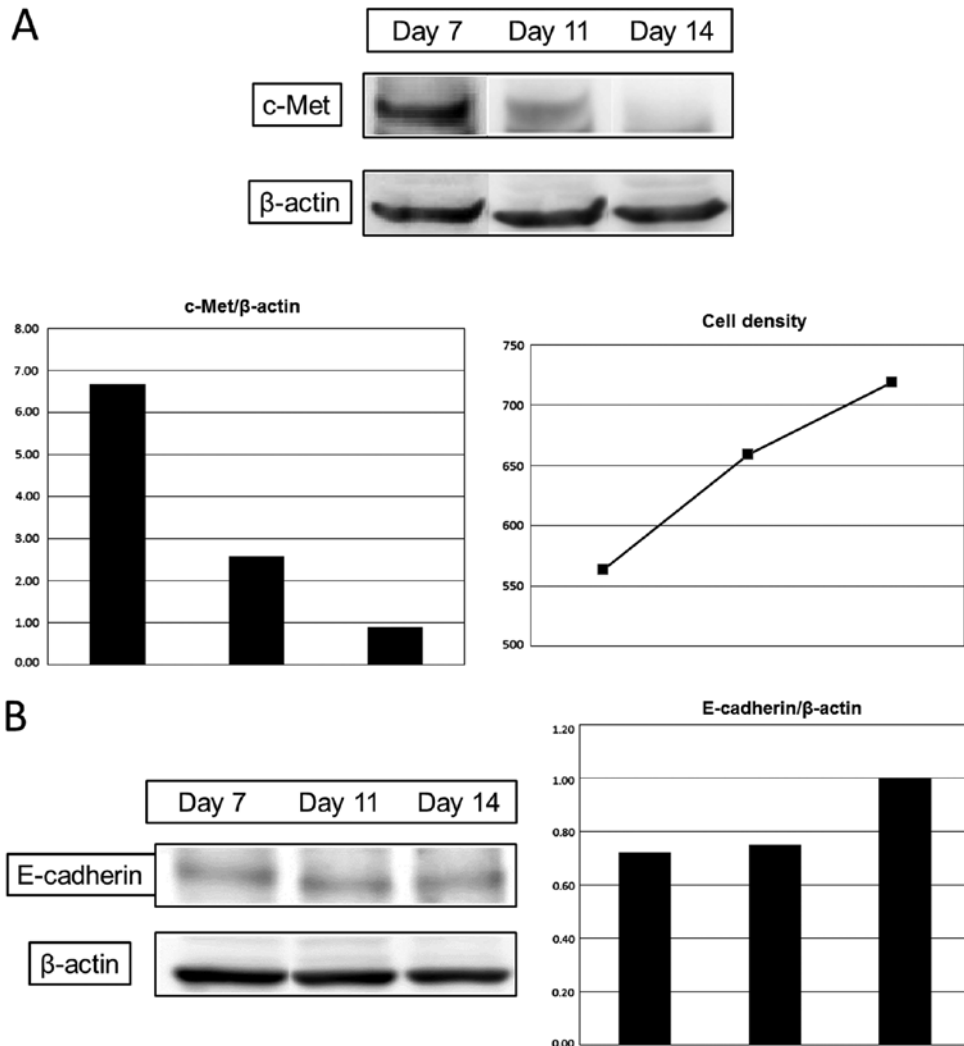 A
Day 7 Day 11 Day 14
c-Met
β-actin
c-Met/β-actin
8.00
7.00
6.00
5.00
4.00
3.00
2.00
1.00
0.00
Cell density
750
700
650
600
550
500
B
Day 7 Day 11 Day 14
E-cadherin
β-actin
E-cadherin/β-actin
1.20
1.00
0.80
0.60
0.40
0.20
0.00